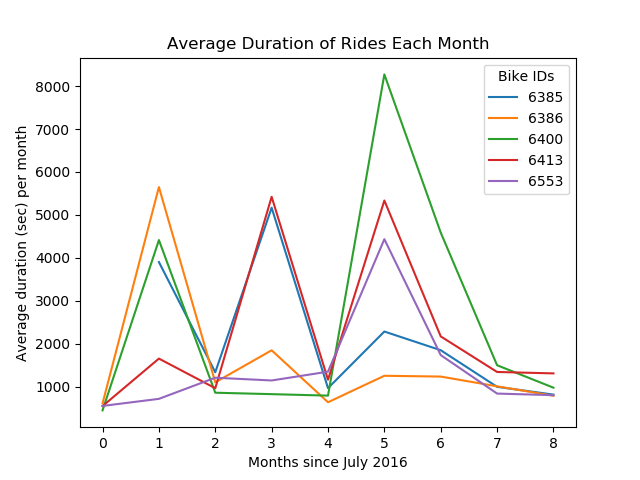 Average Duration of Rides Each Month
Bike IDs
6385
6386
6400
6413
6553
Average duration (sec) per month
8000
7000
6000
5000
4000
3000
2000
1000
0 1 2 3 4 5 6 7 8
Months since July 2016